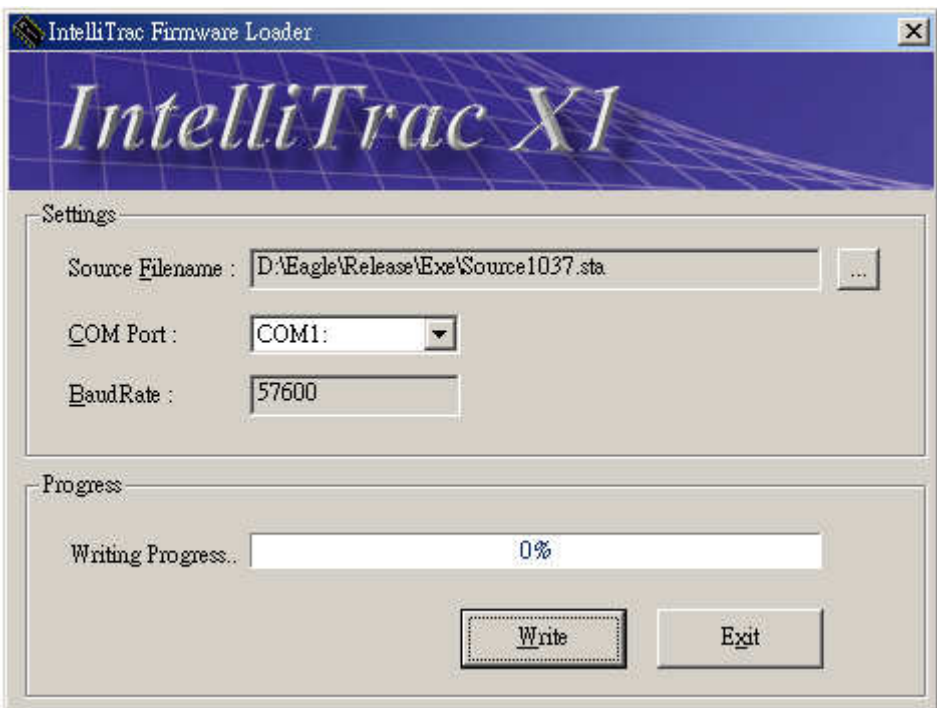 IntelliTrac Firmware Loader
IntelliTrac X1
Settings
Source Filename : D:\Eagle\Release\Exe\Source1037.sta ...
COM Port : COM1:
BaudRate : 57600
Progress
Writing Progress.. 0%
Write Exit